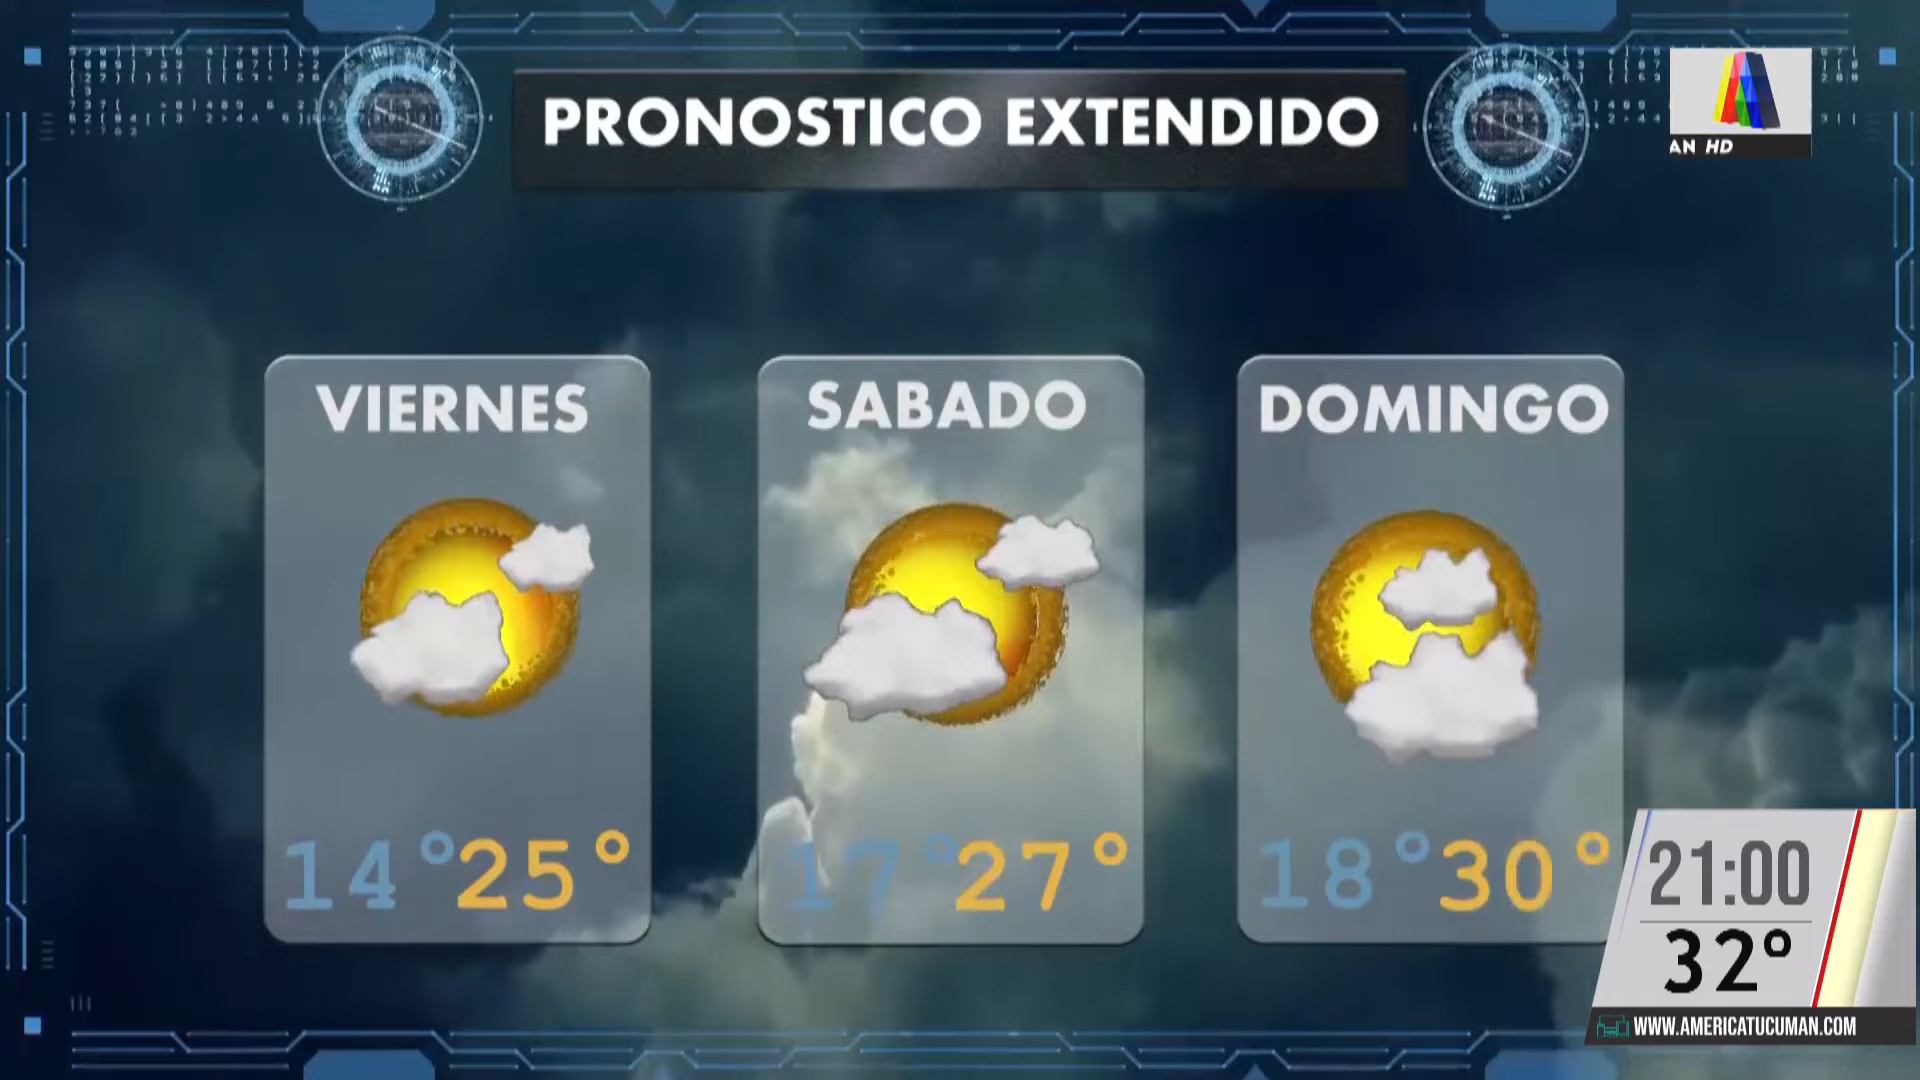 PRONOSTICO EXTENDIDO
AN HD
VIERNES
SABADO
DOMINGO
14° 25°
17° 27°
18° 30°
21:00
32°
WWW.AMERICATUCUMAN.COM